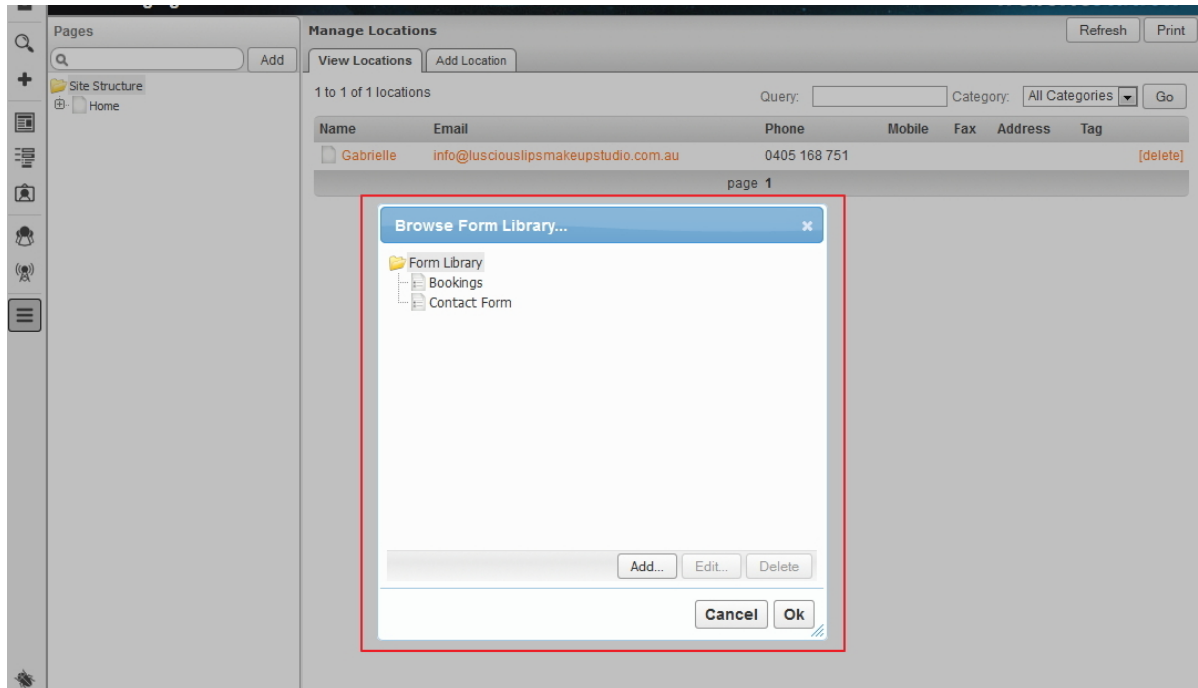 Pages
Add
Site Structure
Home
Manage Locations
Refresh Print
View Locations Add Location
1 to 1 of 1 locations Query: Category: All Categories Go
Name Email Phone Mobile Fax Address Tag
Gabrielle info@lusciouslipsmakeupstudio.com.au 0405 168 751 [delete]
page 1
Browse Form Library...
Form Library
Bookings
Contact Form
Add... Edit... Delete
Cancel Ok